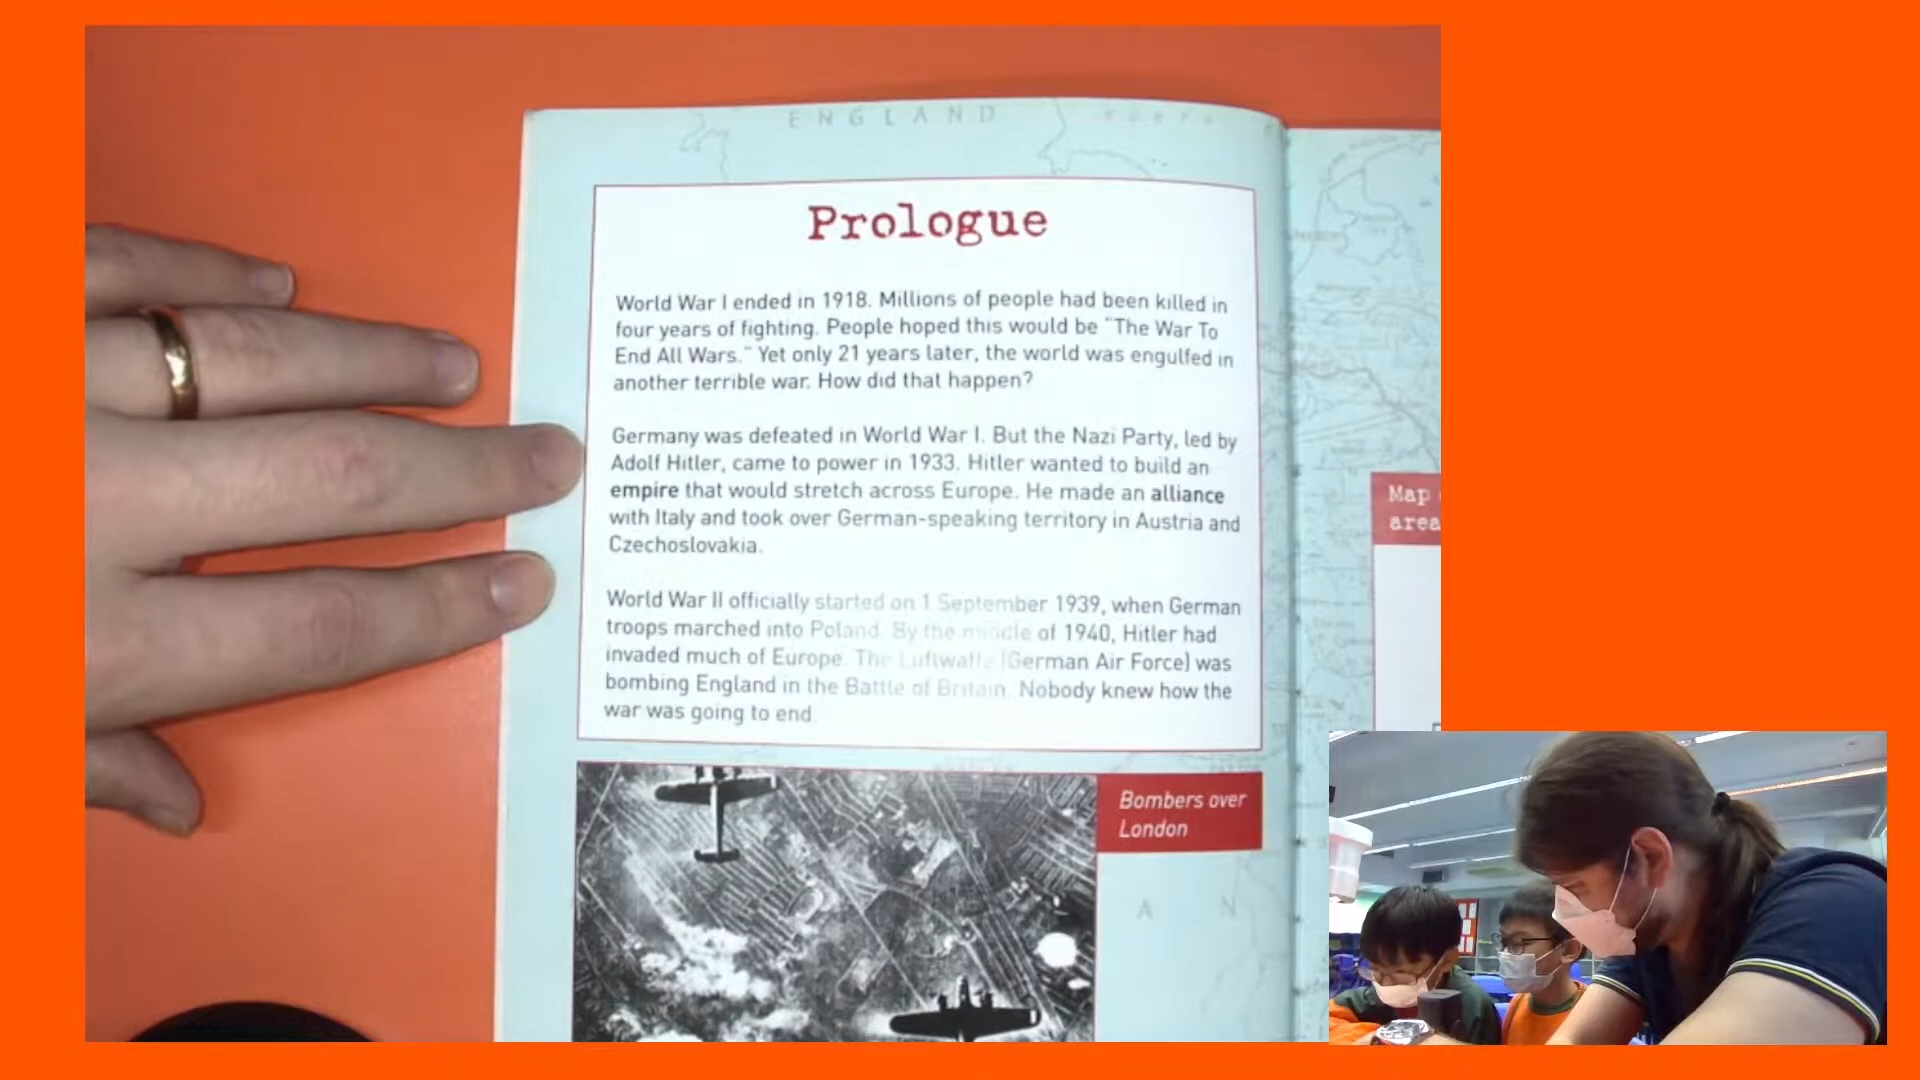 ENGLAND
Prologue
World War I ended in 1918. Millions of people had been killed in
four years of fighting. People hoped this would be "The War To
End All Wars." Yet only 21 years later, the world was engulfed in
another terrible war. How did that happen?
Germany was defeated in World War I. But the Nazi Party, led by
Adolf Hitler, came to power in 1933. Hitler wanted to build an
empire that would stretch across Europe. He made an alliance
with Italy and took over German-speaking territory in Austria and
Czechoslovakia.
World War II officially started on 1 September 1939, when German
troops marched into Poland. By the middle of 1940, Hitler had
invaded much of Europe. The Luftwaffe (German Air Force) was
bombing England in the Battle of Britain. Nobody knew how the
war was going to end.
Bombers over
London
A N
Map
area